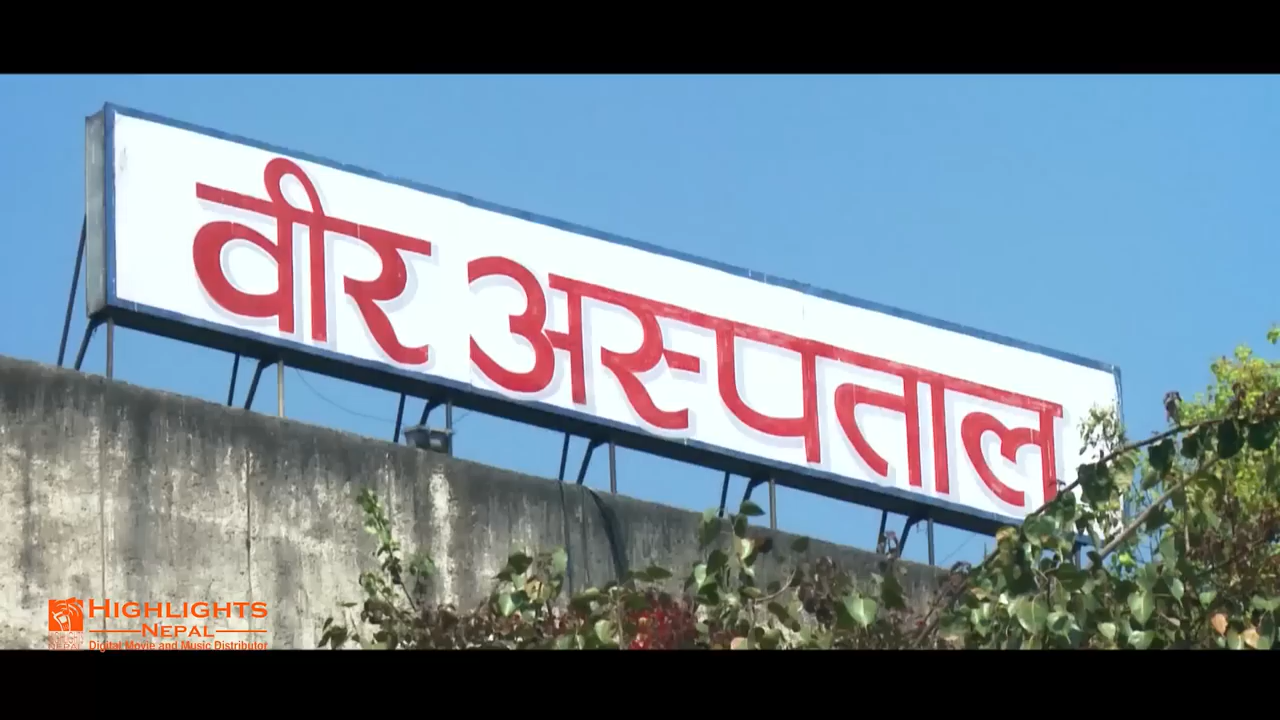 वीर अस्पताल
HIGHLIGHTS
NEPAL
Digital Movie and Music Distributor